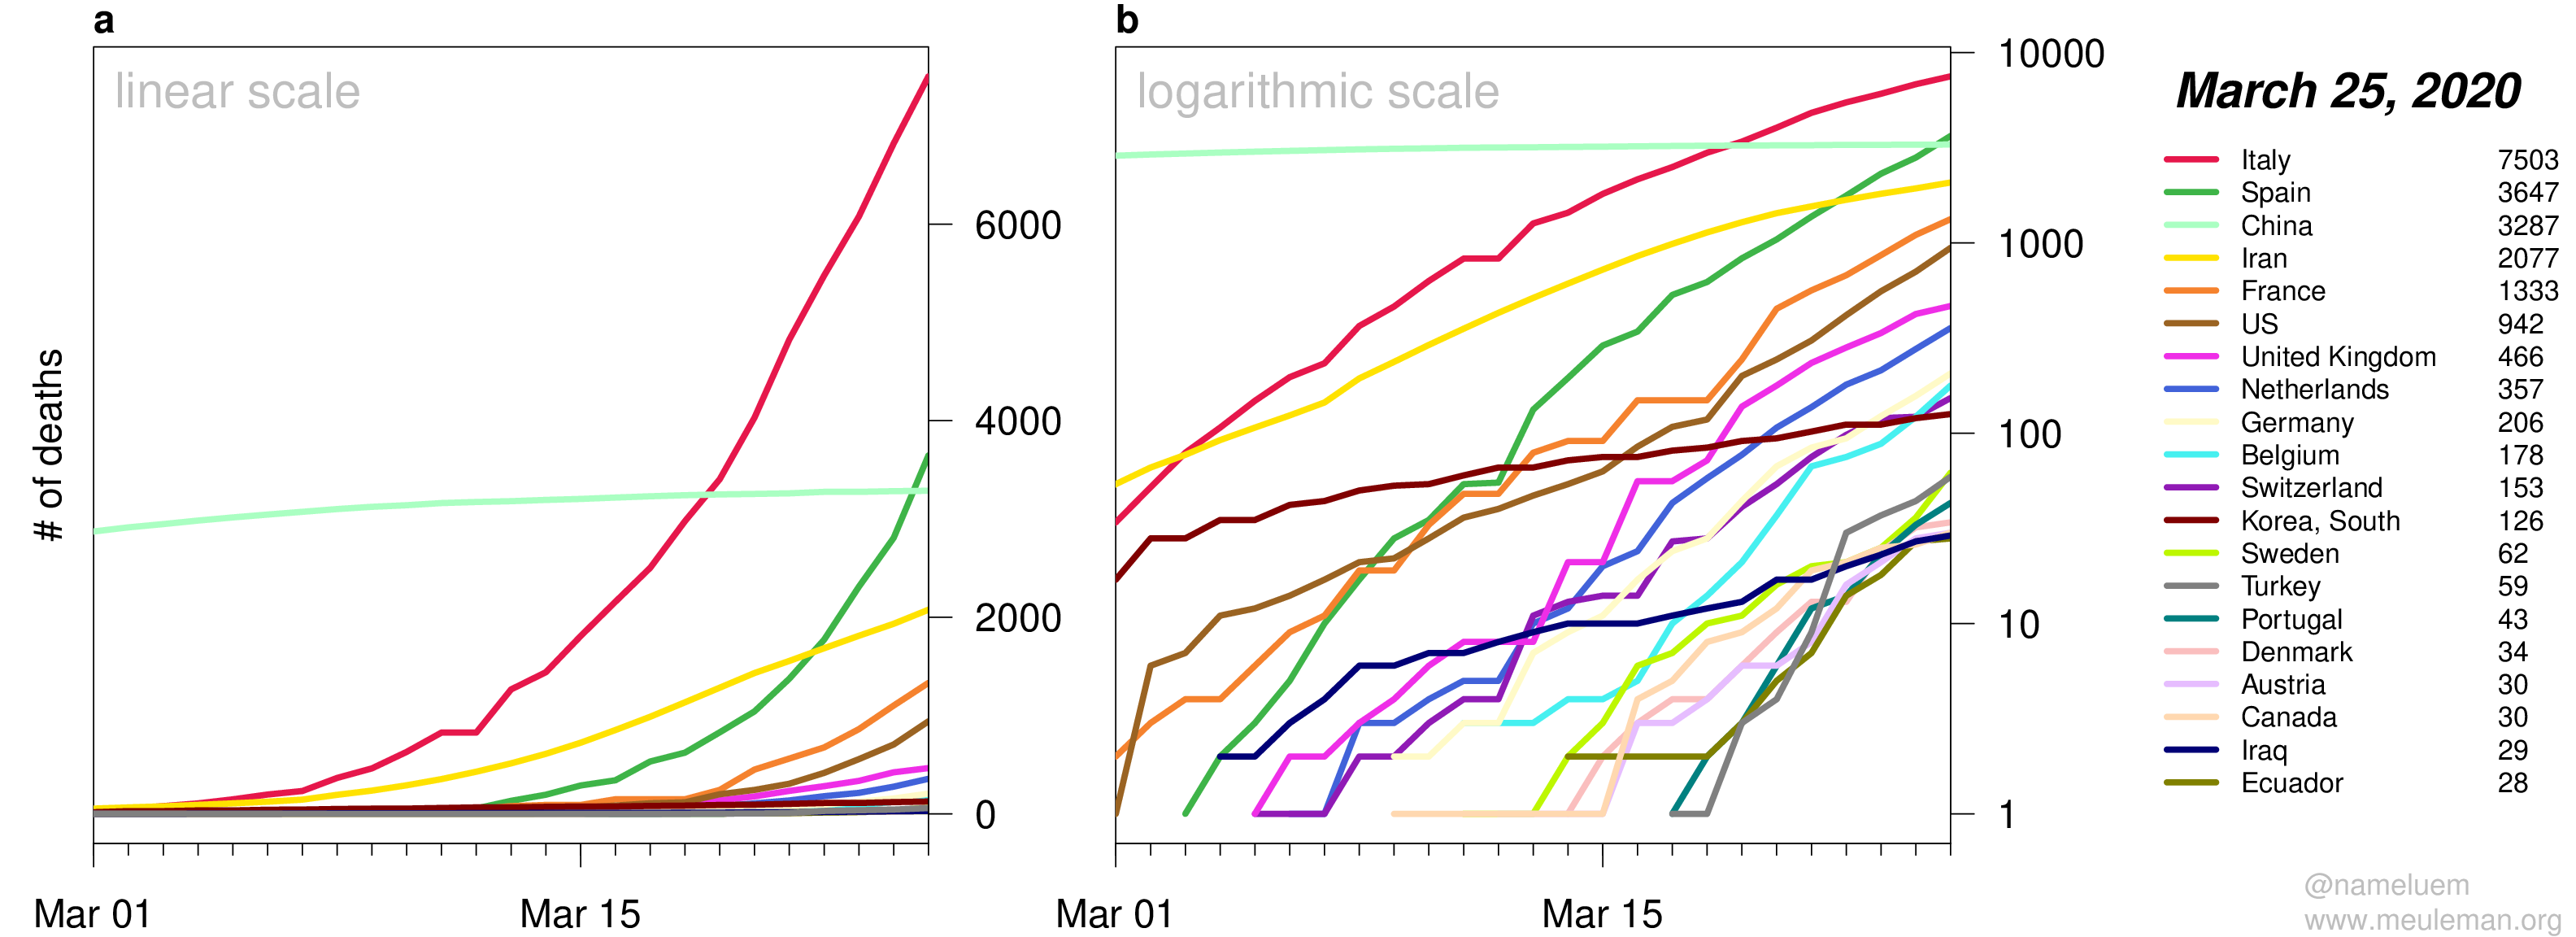 a
linear scale
# of deaths
6000
4000
2000
0
Mar 01
Mar 15
b
logarithmic scale
10000
1000
100
10
1
Mar 01
Mar 15
March 25, 2020
Italy 7503
Spain 3647
China 3287
Iran 2077
France 1333
US 942
United Kingdom 466
Netherlands 357
Germany 206
Belgium 178
Switzerland 153
Korea, South 126
Sweden 62
Turkey 59
Portugal 43
Denmark 34
Austria 30
Canada 30
Iraq 29
Ecuador 28
@nameluem
www.meuleman.org